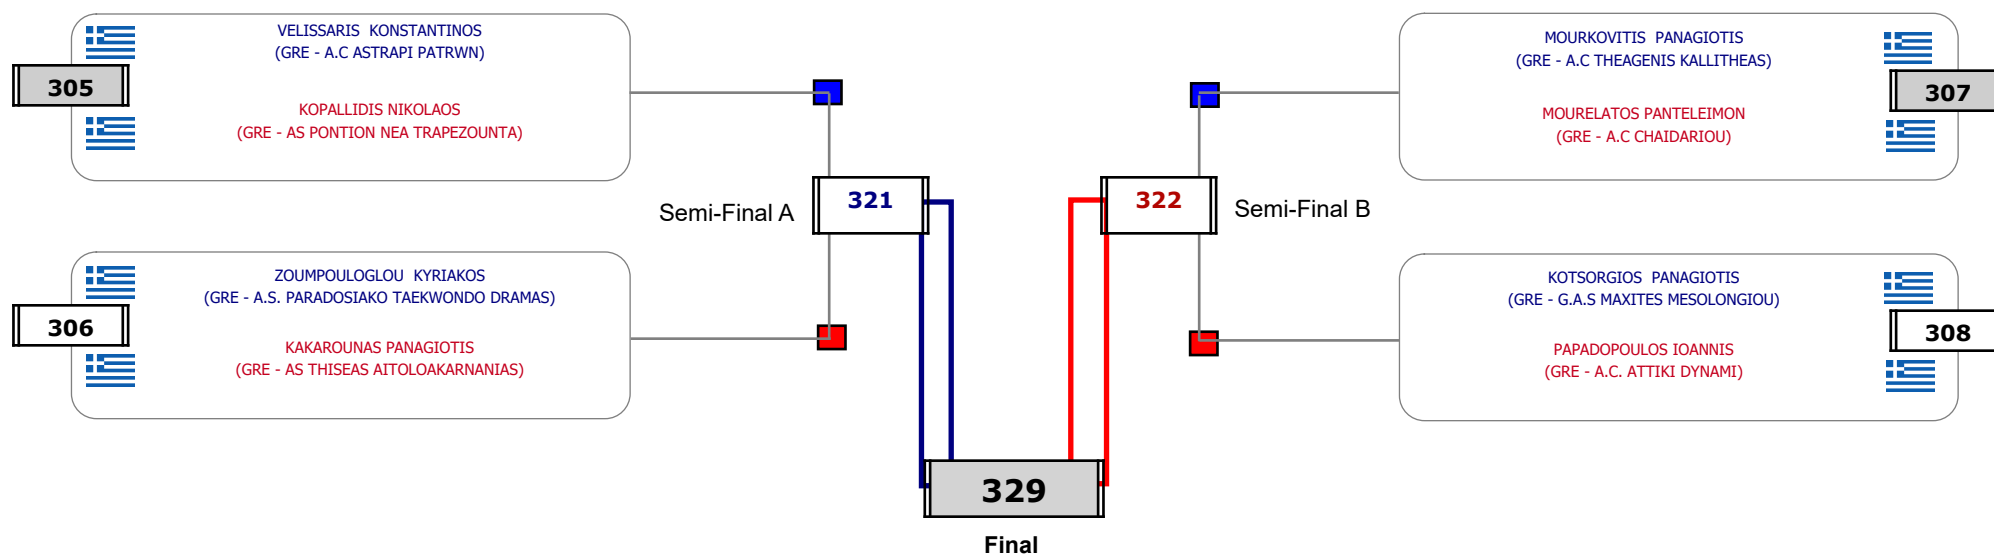 VELISSARIS KONSTANTINOS
(GRE - A.C ASTRAPI PATRWN)
305
KOPALLIDIS NIKOLAOS
(GRE - AS PONTION NEA TRAPEZOUNTA)
MOURKOVITIS PANAGIOTIS
(GRE - A.C THEAGENIS KALLITHEAS)
307
MOURELATOS PANTELEIMON
(GRE - A.C CHAIDARIOU)
Semi-Final A
321
322
Semi-Final B
ZOUMPOULOGLOU KYRIAKOS
(GRE - A.S. PARADOSIAKO TAEKWONDO DRAMAS)
306
KAKAROUNAS PANAGIOTIS
(GRE - AS THISEAS AITOLOAKARNANIAS)
KOTSORGIOS PANAGIOTIS
(GRE - G.A.S MAXITES MESOLONGIOU)
308
PAPADOPOULOS IOANNIS
(GRE - A.C. ATTIKI DYNAMI)
329
Final